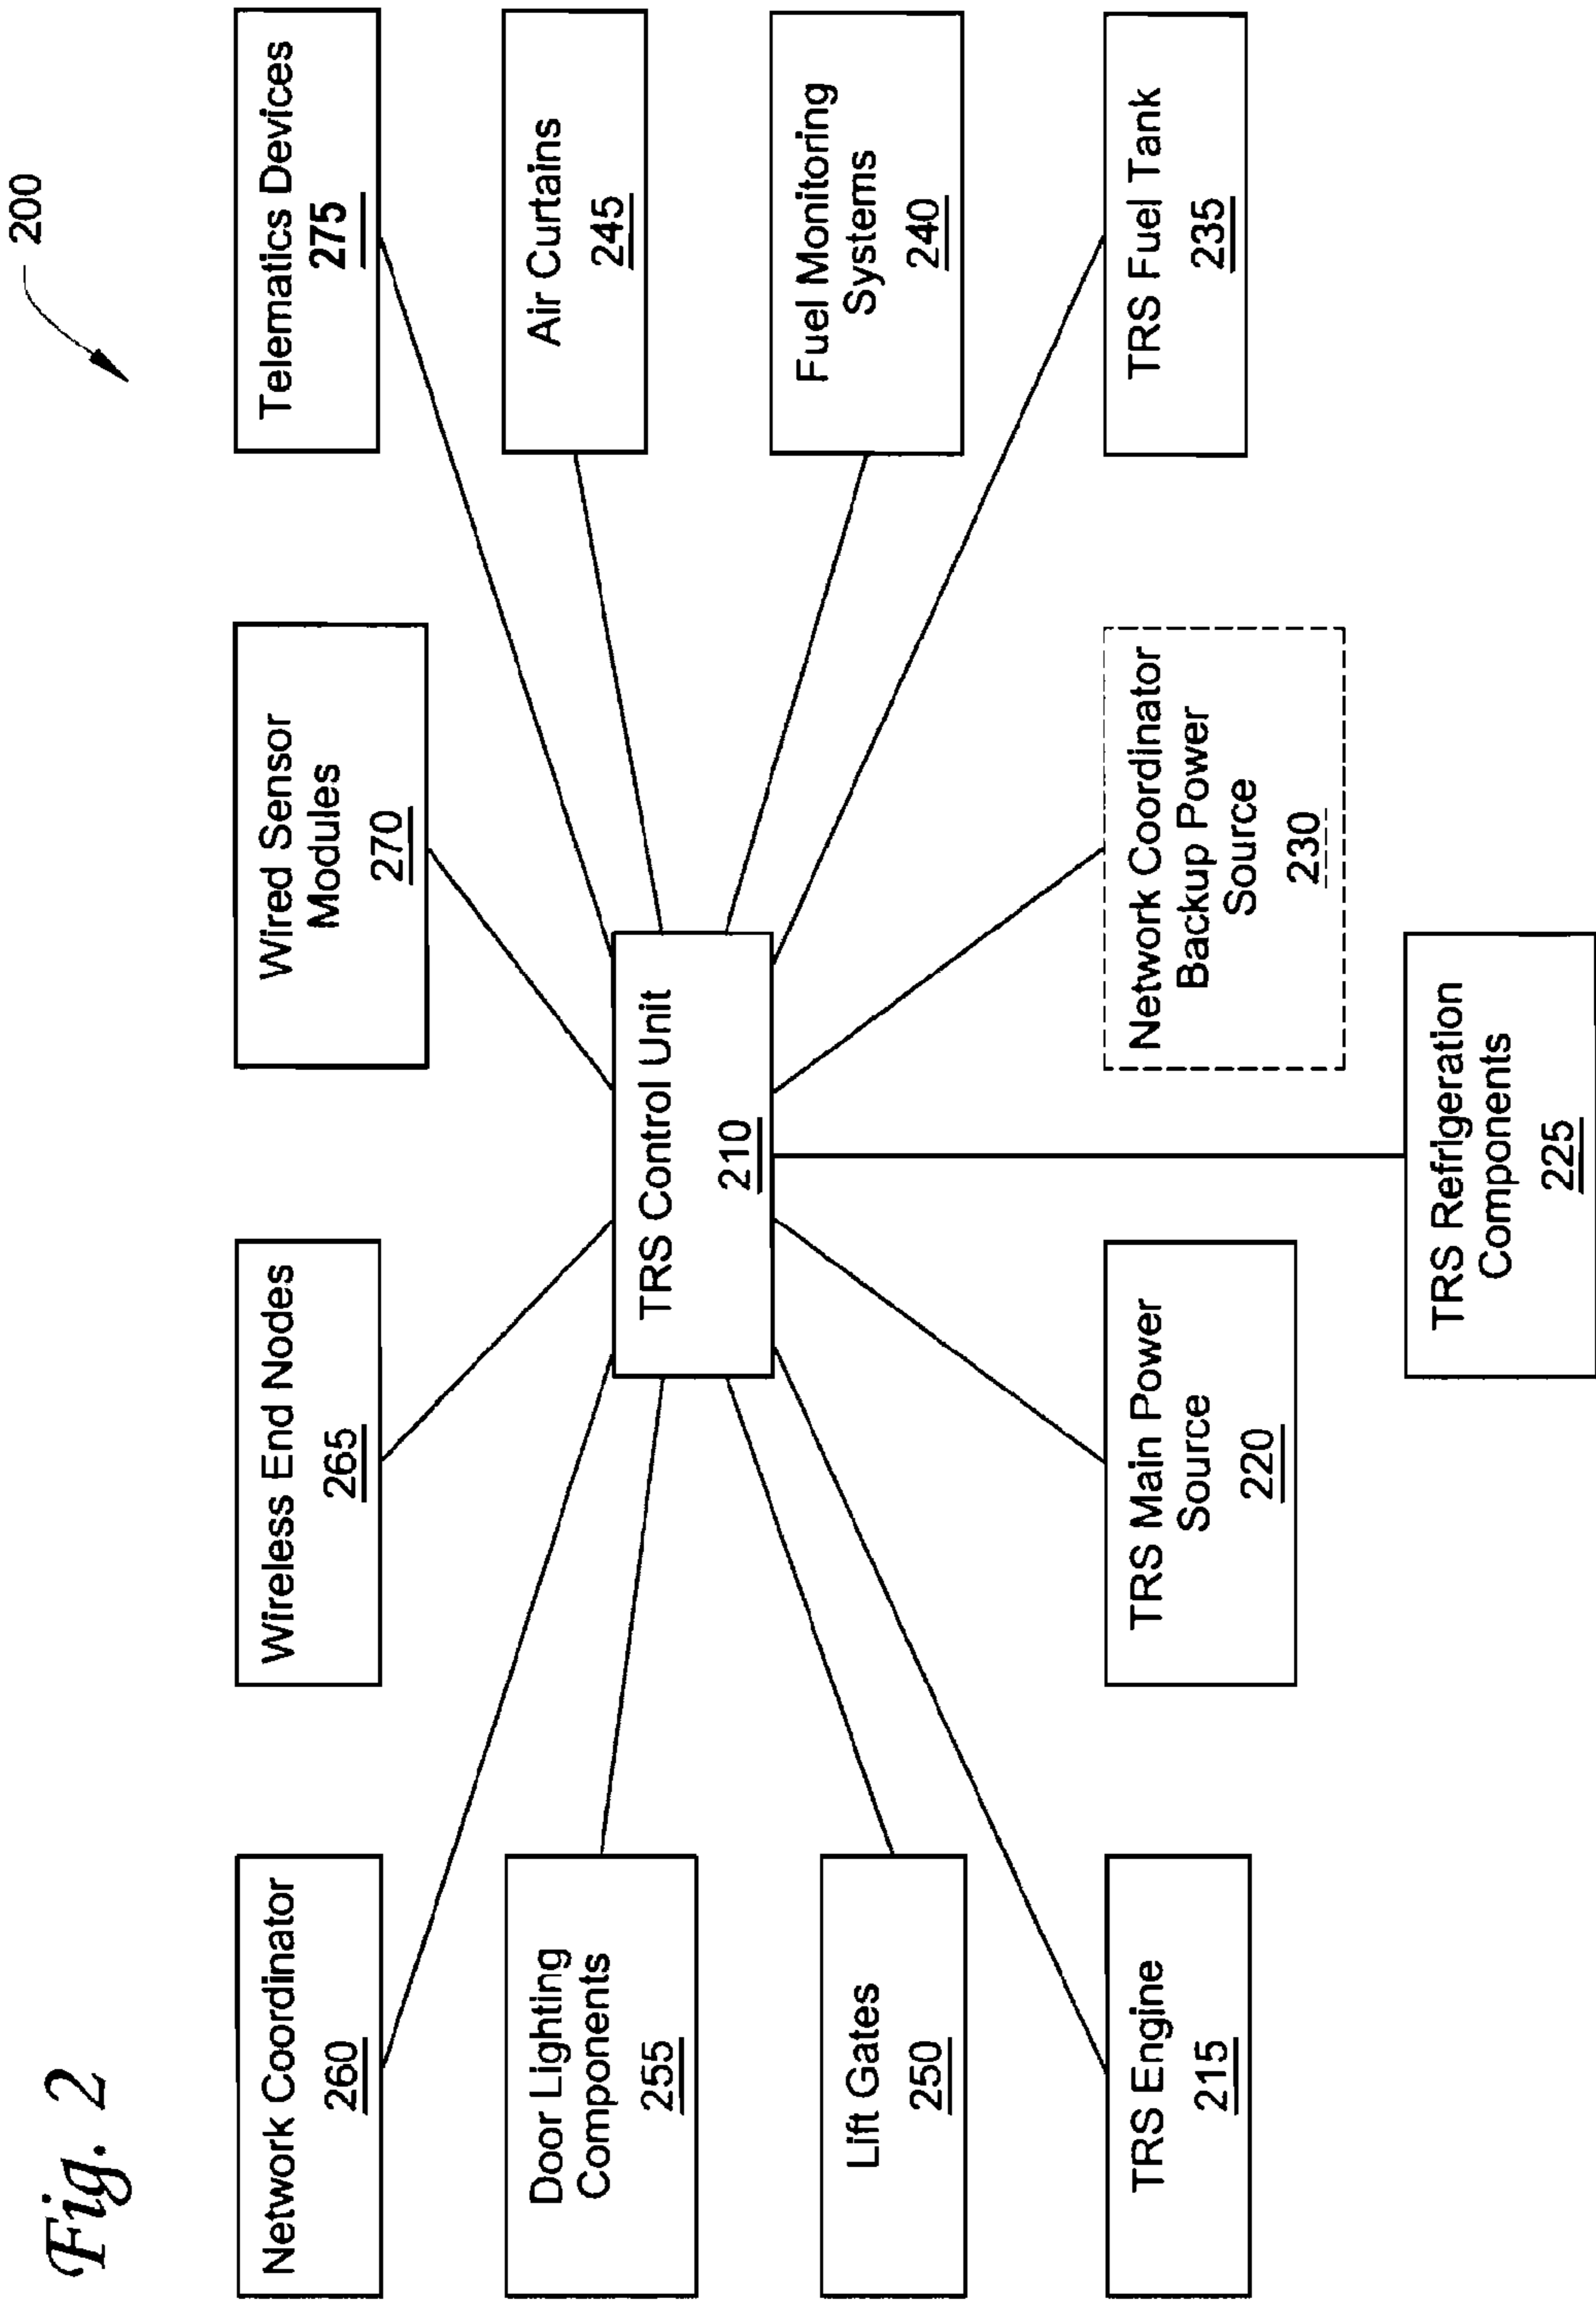 Fig. 2
200
Network Coordinator
260
Wireless End Nodes
265
Wired Sensor
Modules
270
Telematics Devices
275
Door Lighting
Components
255
Air Curtains
245
TRS Control Unit
210
Lift Gates
250
Fuel Monitoring
Systems
240
TRS Engine
215
TRS Main Power
Source
220
Network Coordinator
Backup Power
Source
230
TRS Fuel Tank
235
TRS Refrigeration
Components
225